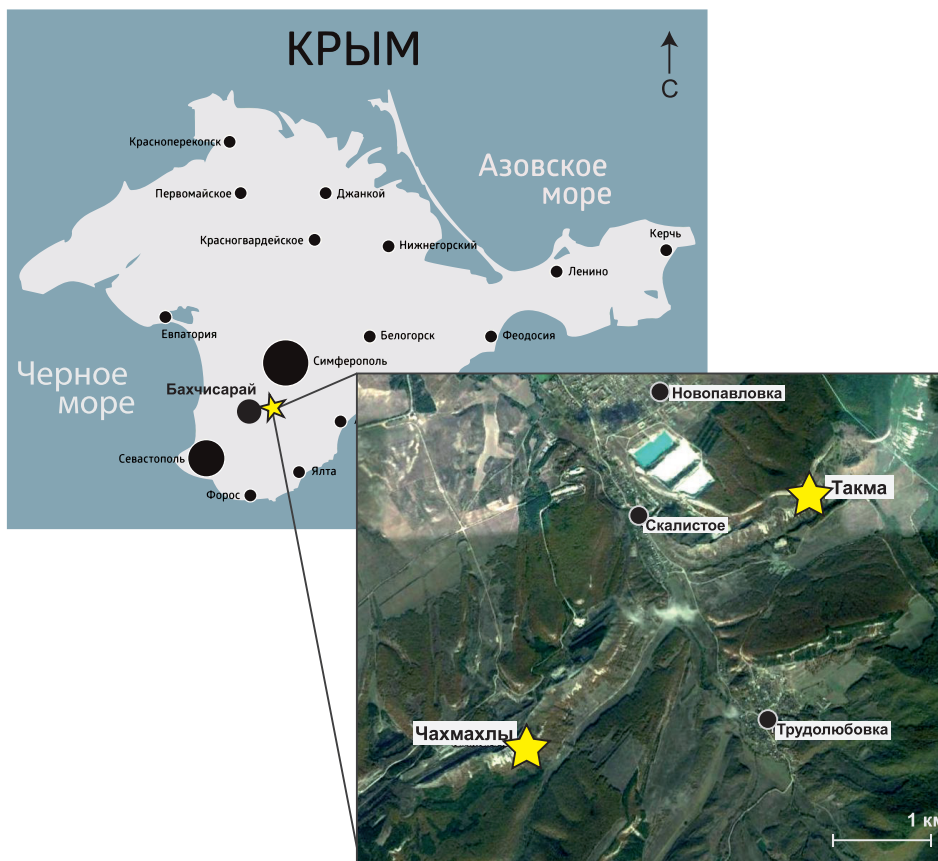 КРЫМ
С
Красноперекопск
Азовское
море
Первомайское
Джанкой
Красногвардейское
Нижнегорский
Керчь
Ленино
Евпатория
Белогорск
Феодосия
Симферополь
Черное
море
Бахчисарай
Севастополь
Ялта
Форос
Новопавловка
Такма
Скалистое
Чахмахлы
Трудолюбовка
1 км